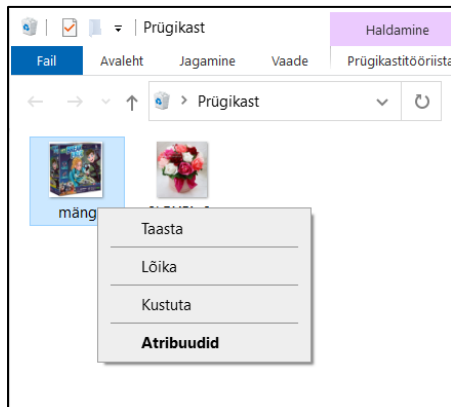 Prügikast
Haldamine
Fail Avaleht Jagamine Vaade Prügikastitööriista
Prügikast
mäng
Taasta
Lõika
Kustuta
Atribuudid